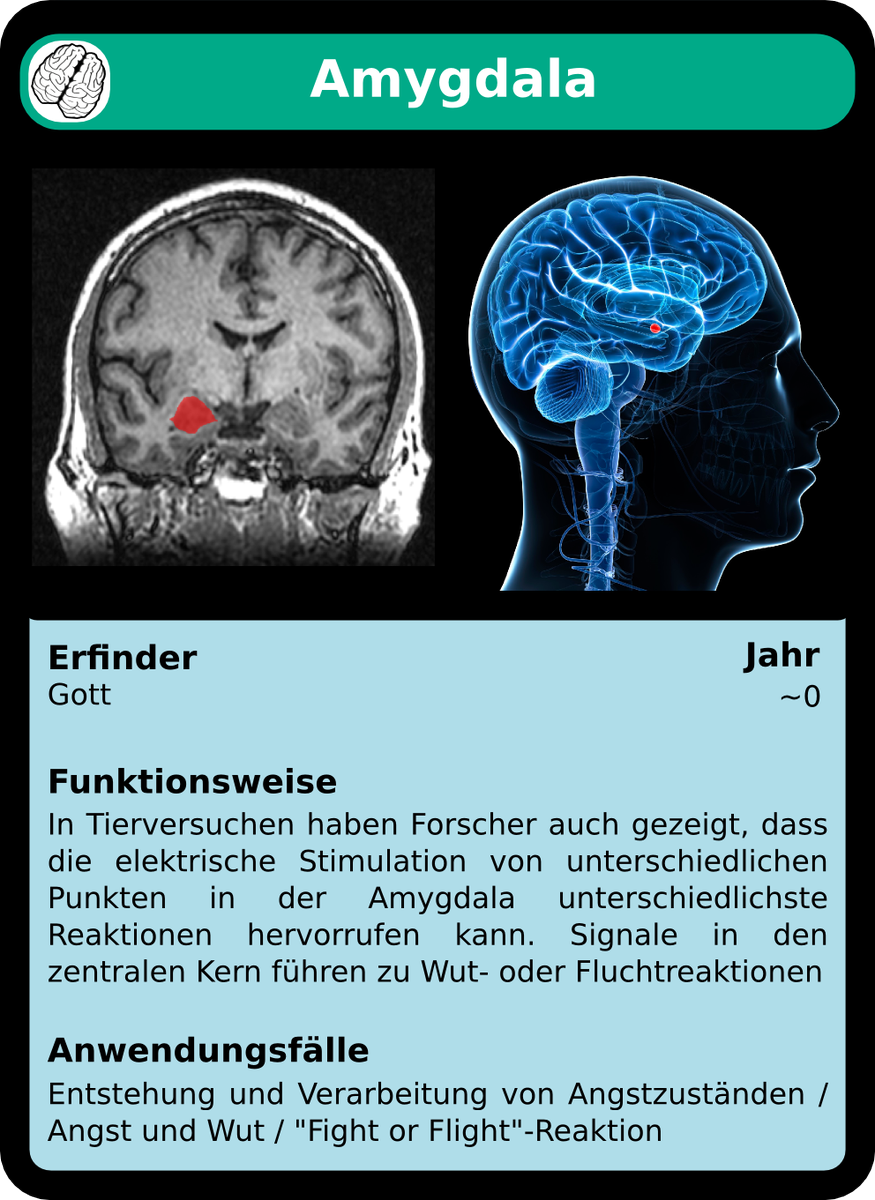 Amygdala
Erfinder
Jahr
Gott
~0
Funktionsweise
In Tierversuchen haben Forscher auch gezeigt, dass
die elektrische Stimulation von unterschiedlichen
Punkten in der Amygdala unterschiedlichste
Reaktionen hervorrufen kann. Signale in den
zentralen Kern führen zu Wut- oder Fluchtreaktionen
Anwendungsfälle
Entstehung und Verarbeitung von Angstzuständen /
Angst und Wut / "Fight or Flight"-Reaktion